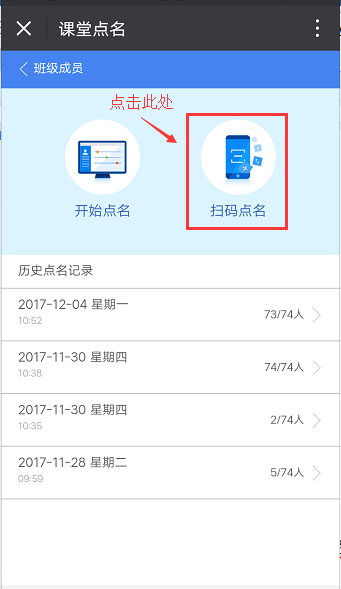 课堂点名
班级成员
点击此处
开始点名
扫码点名
历史点名记录
2017-12-04 星期一
10:52
73/74人
2017-11-30 星期四
10:38
74/74人
2017-11-30 星期四
10:35
2/74人
2017-11-28 星期二
09:59
5/74人